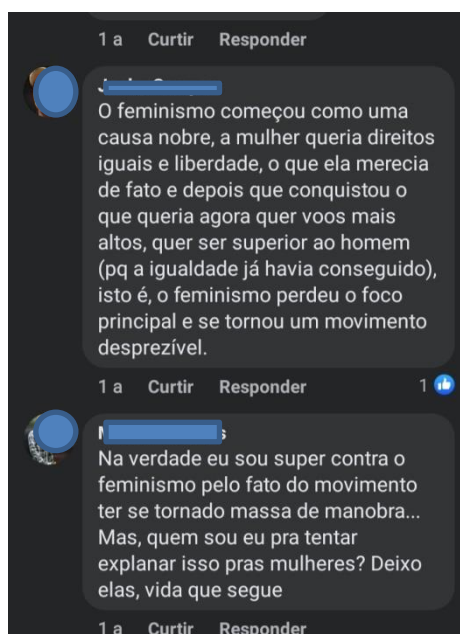 1 a Curtir Responder
O feminismo começou como uma
causa nobre, a mulher queria direitos
iguais e liberdade, o que ela merecia
de fato e depois que conquistou o
que queria agora quer voos mais
altos, quer ser superior ao homem
(pq a igualdade já havia conseguido),
isto é, o feminismo perdeu o foco
principal e se tornou um movimento
desprezível.
1 a Curtir Responder 1
Na verdade eu sou super contra o
feminismo pelo fato do movimento
ter se tornado massa de manobra...
Mas, quem sou eu pra tentar
explanar isso pras mulheres? Deixo
elas, vida que segue
1 a Curtir Responder